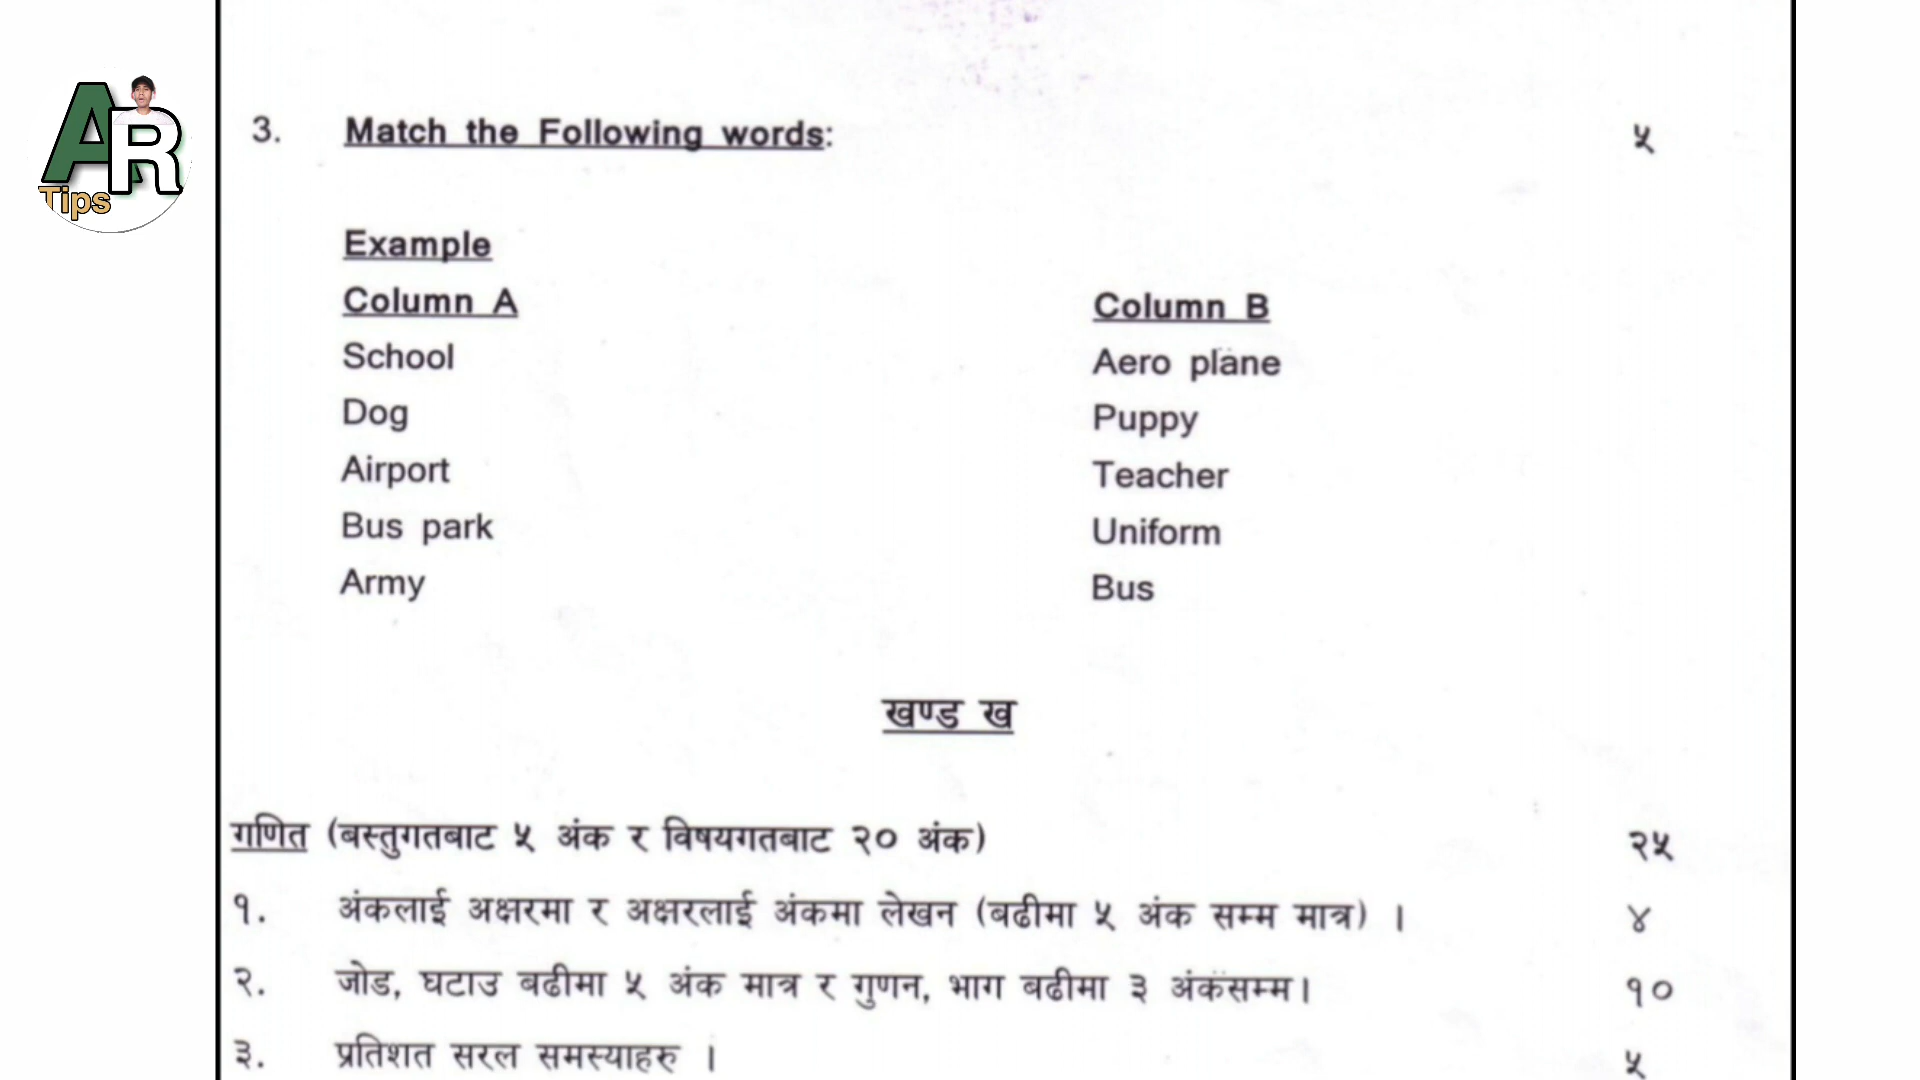 AR
Tips
3. Match the Following words: ५
Example
Column A Column B
School Aero plane
Dog Puppy
Airport Teacher
Bus park Uniform
Army Bus
खण्ड ख
गणित (बस्तुगतबाट ५ अंक र विषयगतबाट २० अंक) २५
१. अंकलाई अक्षरमा र अक्षरलाई अंकमा लेखन (बढीमा ५ अंक सम्म मात्र) । ४
२. जोड, घटाउ बढीमा ५ अंक मात्र र गुणन, भाग बढीमा ३ अंकसम्म। १०
३. प्रतिशत सरल समस्याहरु । ५